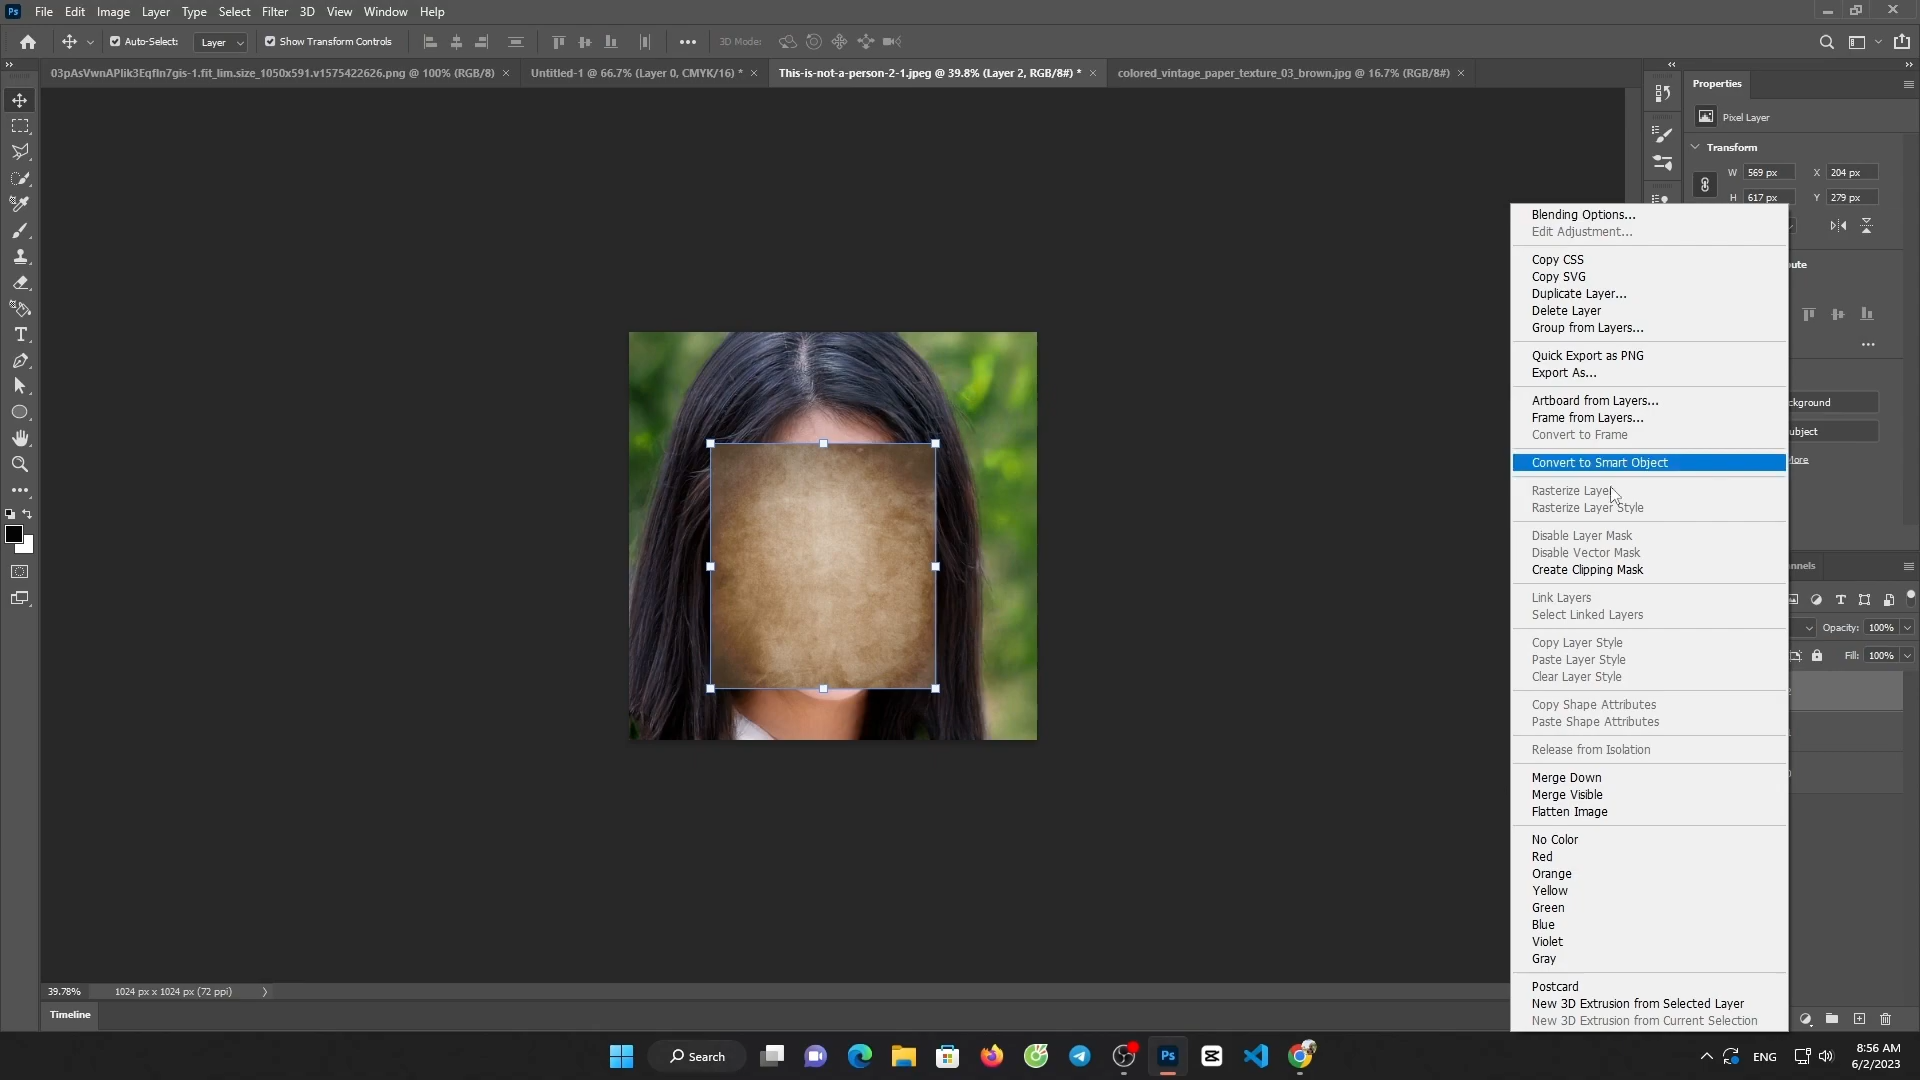 Ps File Edit Image Layer Type Select Filter 3D View Window Help
Auto-Select: Layer Show Transform Controls 3D Mode:
03pAsVwnAPlik3Eqfln7gis-1.fit_lim.size_1050x591.v1575422626.png @ 100% (RGB/8) × Untitled-1 @ 66.7% (Layer 0, CMYK/16) * × This-is-not-a-person-2-1.jpeg @ 39.8% (Layer 2, RGB/8#) * × colored_vintage_paper_texture_03_brown.jpg @ 16.7% (RGB/8#) ×
Properties
Pixel Layer
Transform
W 569 px X 204 px
H 617 px Y 279 px
Blending Options...
Edit Adjustment...
Copy CSS
Copy SVG
Duplicate Layer...
Delete Layer
Group from Layers...
Quick Export as PNG
Export As...
Artboard from Layers...
Frame from Layers...
Convert to Frame
Convert to Smart Object
Rasterize Layer
Rasterize Layer Style
Disable Layer Mask
Disable Vector Mask
Create Clipping Mask
Link Layers
Select Linked Layers
Copy Layer Style
Paste Layer Style
Clear Layer Style
Copy Shape Attributes
Paste Shape Attributes
Release from Isolation
Merge Down
Merge Visible
Flatten Image
No Color
Red
Orange
Yellow
Green
Blue
Violet
Gray
Postcard
New 3D Extrusion from Selected Layer
New 3D Extrusion from Current Selection
ute
ckground
ubject
More
nnels
Opacity: 100%
Fill: 100%
39.78% 1024 px x 1024 px (72 ppi)
Timeline
Search
Ps
ENG
8:56 AM
6/2/2023